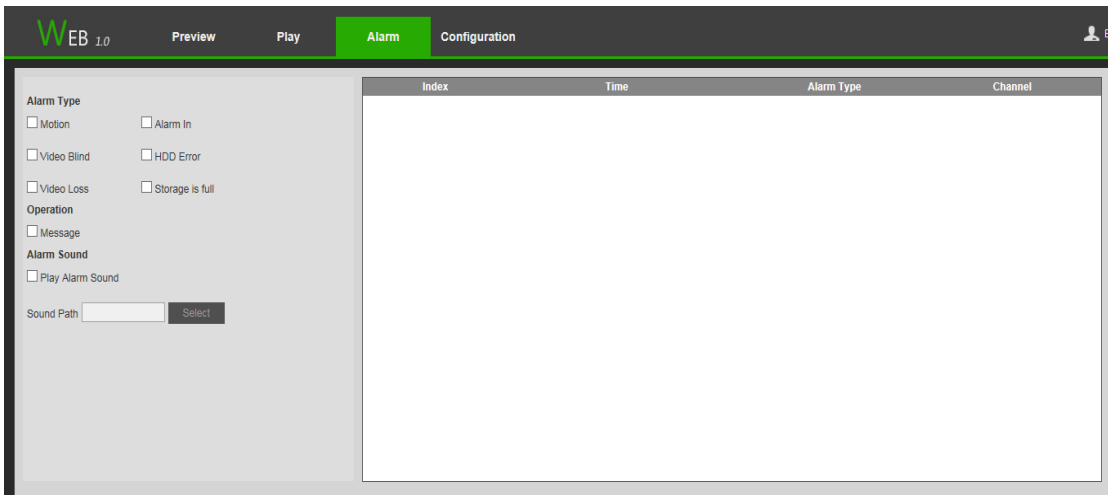 WEB 1.0 Preview Play Alarm Configuration
Alarm Type
Motion Alarm In
Video Blind HDD Error
Video Loss Storage is full
Operation
Message
Alarm Sound
Play Alarm Sound
Sound Path Select
Index Time Alarm Type Channel